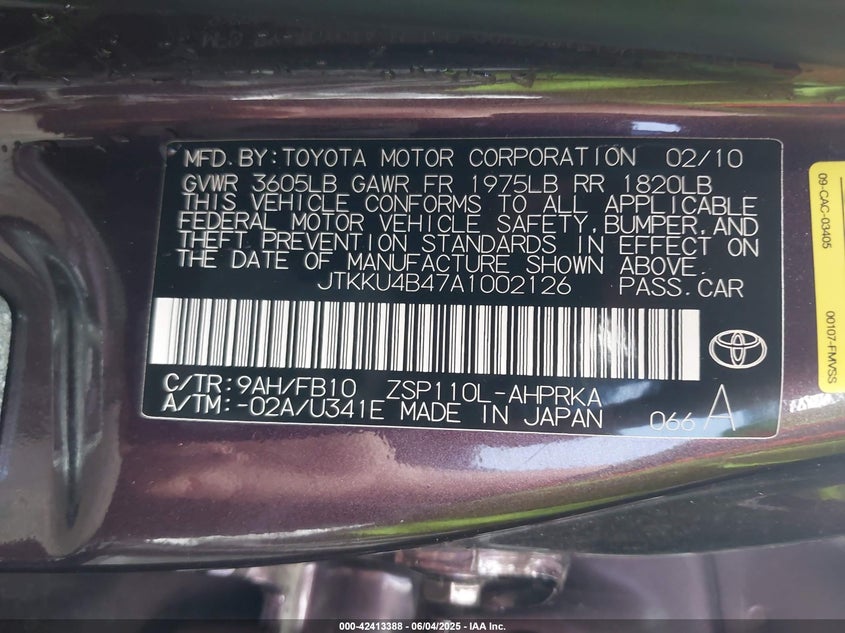 MFD.BY:TOYOTA MOTOR CORPORATION 02/10
GVWR 3605LB GAWR FR 1975LB RR 1820LB
THIS VEHICLE CONFORMS TO ALL APPLICABLE
FEDERAL MOTOR VEHICLE SAFETY,BUMPER,AND
THEFT PREVENTION STANDARDS IN EFFECT ON
THE DATE OF MANUFACTURE SHOWN ABOVE.
JTKKU4B47A1002126 PASS.CAR
C/TR:9AH/FB10 ZSP110L-AHPRKA
A/TM:-02A/U341E MADE IN JAPAN 066 A
09-CAC-03405
00107-FMVSS
000-42413388 - 06/04/2025 - IAA Inc.